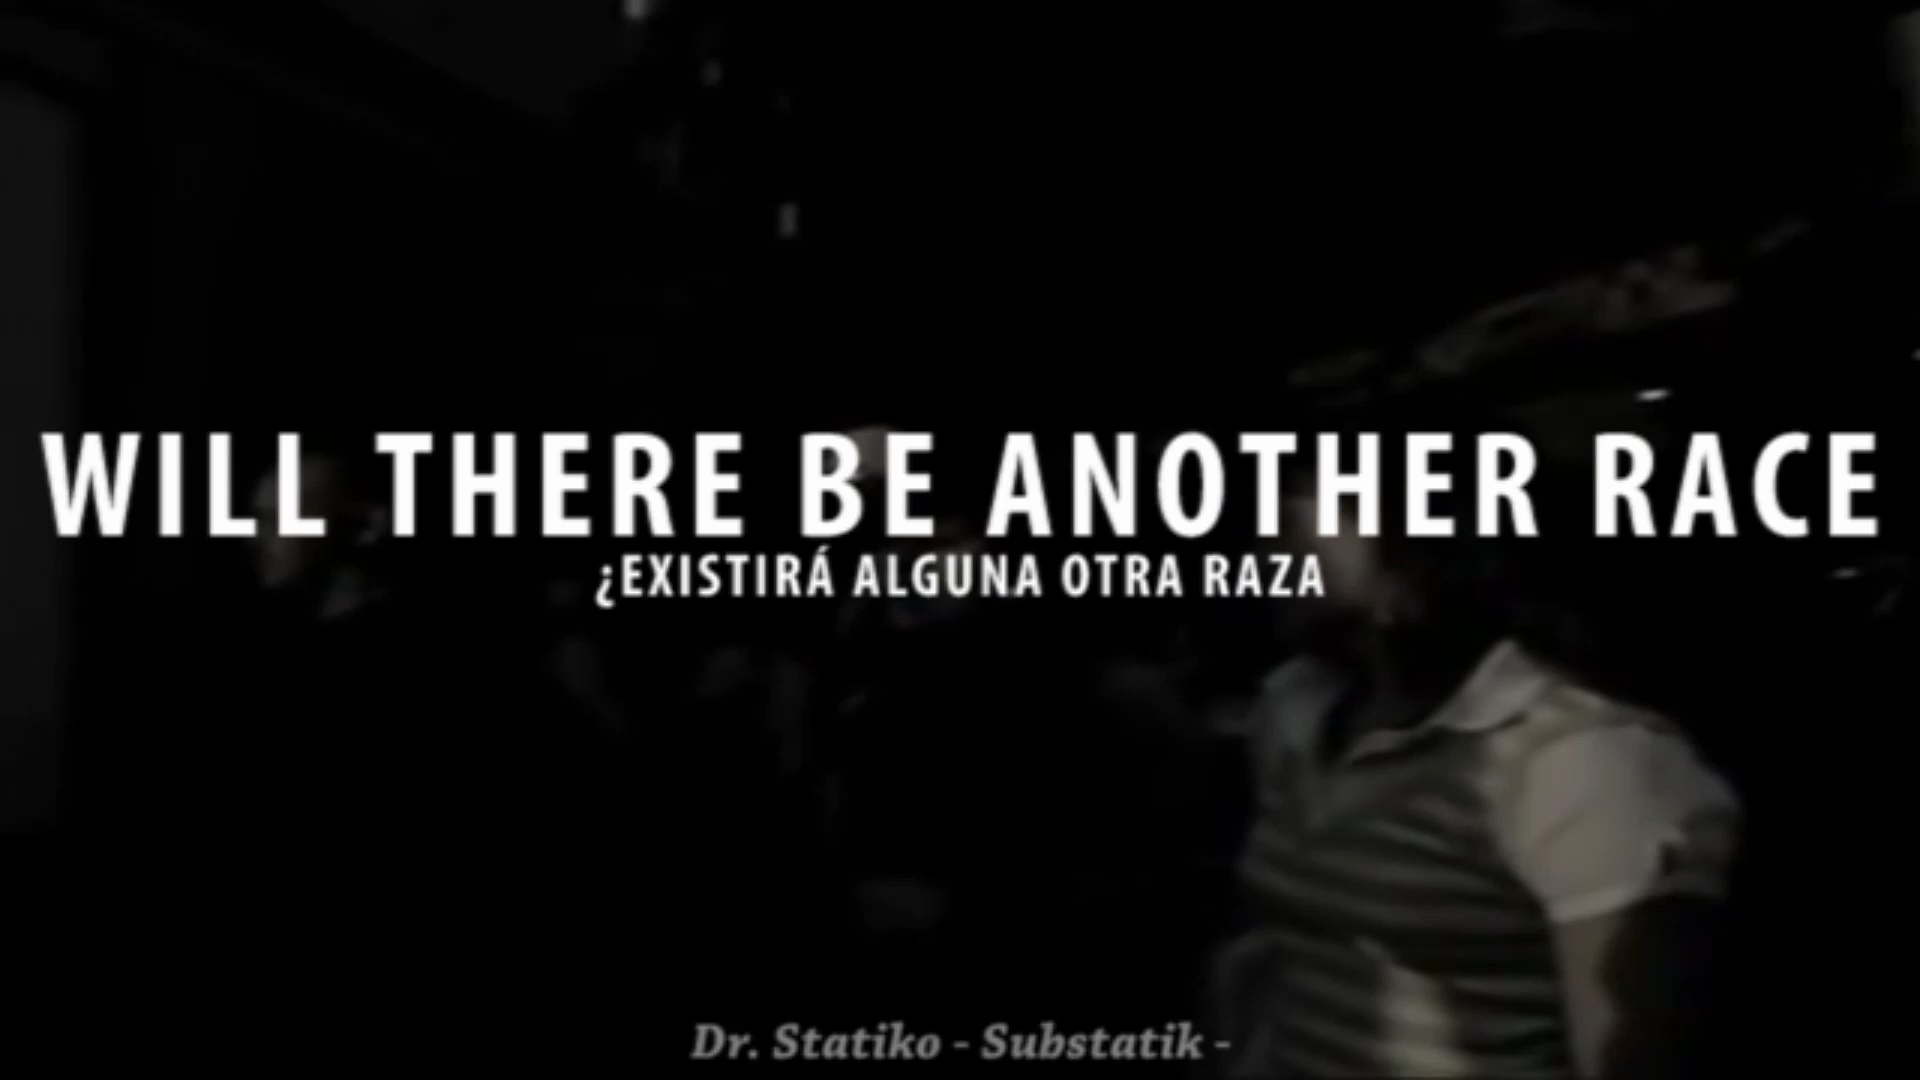 WILL THERE BE ANOTHER RACE
¿EXISTIRÁ ALGUNA OTRA RAZA
Dr. Statiko - Substatik -